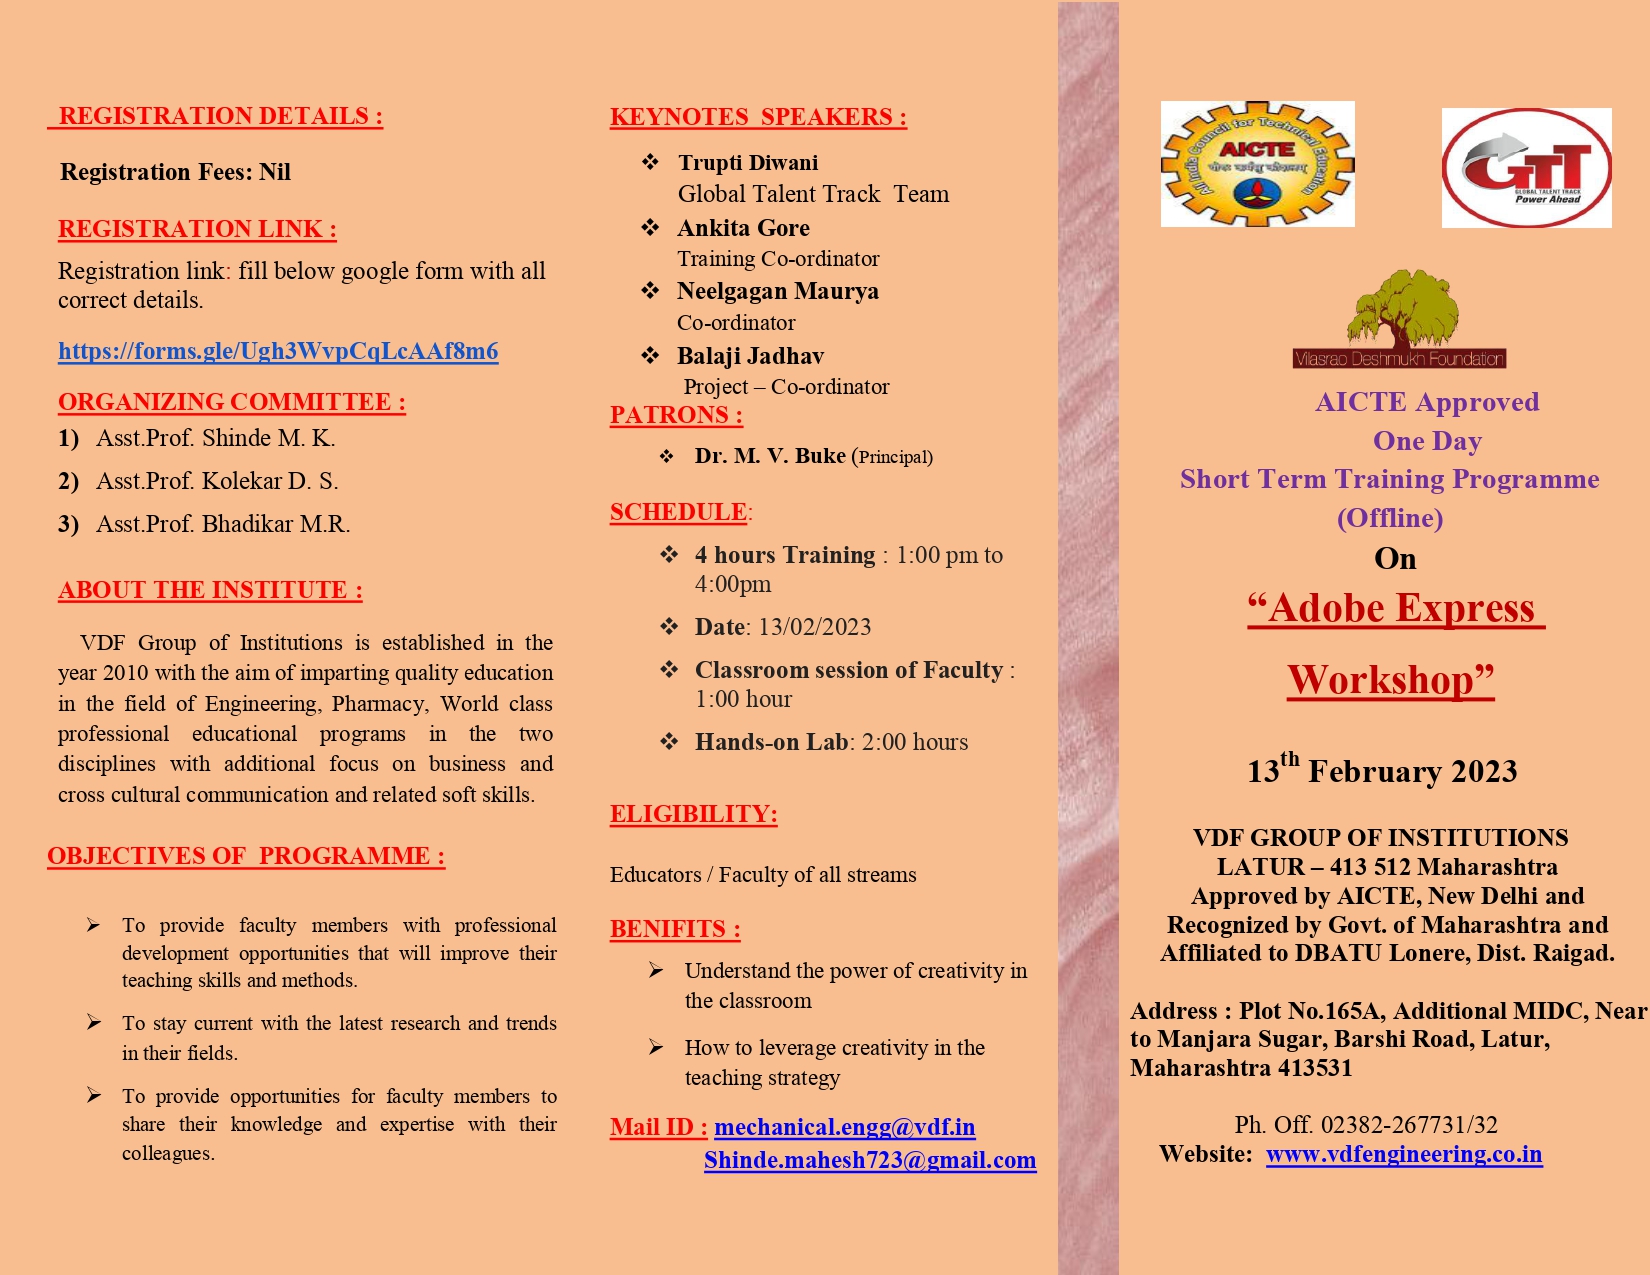 REGISTRATION DETAILS :
Registration Fees: Nil
REGISTRATION LINK :
Registration link: fill below google form with all
correct details.
https://forms.gle/Ugh3WvpCqLcAAf8m6
ORGANIZING COMMITTEE :
1) Asst.Prof. Shinde M. K.
2) Asst.Prof. Kolekar D. S.
3) Asst.Prof. Bhadikar M.R.
ABOUT THE INSTITUTE :
VDF Group of Institutions is established in the
year 2010 with the aim of imparting quality education
in the field of Engineering, Pharmacy, World class
professional educational programs in the two
disciplines with additional focus on business and
cross cultural communication and related soft skills.
OBJECTIVES OF PROGRAMME :
➢ To provide faculty members with professional
development opportunities that will improve their
teaching skills and methods.
➢ To stay current with the latest research and trends
in their fields.
➢ To provide opportunities for faculty members to
share their knowledge and expertise with their
colleagues.
KEYNOTES SPEAKERS :
❖ Trupti Diwani
Global Talent Track Team
❖ Ankita Gore
Training Co-ordinator
❖ Neelgagan Maurya
Co-ordinator
❖ Balaji Jadhav
Project – Co-ordinator
PATRONS :
❖ Dr. M. V. Buke (Principal)
SCHEDULE:
❖ 4 hours Training : 1:00 pm to
4:00pm
❖ Date: 13/02/2023
❖ Classroom session of Faculty :
1:00 hour
❖ Hands-on Lab: 2:00 hours
ELIGIBILITY:
Educators / Faculty of all streams
BENIFITS :
➢ Understand the power of creativity in
the classroom
➢ How to leverage creativity in the
teaching strategy
Mail ID : mechanical.engg@vdf.in
Shinde.mahesh723@gmail.com
All India Council for Technical Education
AICTE
GTT
GLOBAL TALENT TRACK
Power Ahead
Vilasrao Deshmukh Foundation
AICTE Approved
One Day
Short Term Training Programme
(Offline)
On
“Adobe Express
Workshop”
13th February 2023
VDF GROUP OF INSTITUTIONS
LATUR – 413 512 Maharashtra
Approved by AICTE, New Delhi and
Recognized by Govt. of Maharashtra and
Affiliated to DBATU Lonere, Dist. Raigad.
Address : Plot No.165A, Additional MIDC, Near
to Manjara Sugar, Barshi Road, Latur,
Maharashtra 413531
Ph. Off. 02382-267731/32
Website: www.vdfengineering.co.in